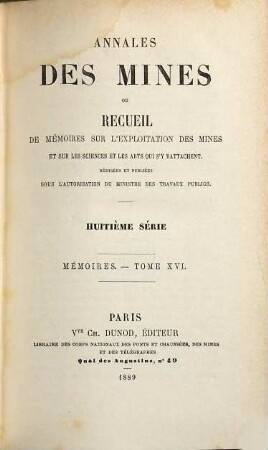 ANNALES
DES MINES
OU
RECUEIL
DE MÉMOIRES SUR L'EXPLOITATION DES MINES
ET SUR LES SCIENCES ET LES ARTS QUI S'Y RATTACHENT,
RÉDIGÉES ET PUBLIÉES
SOUS L'AUTORISATION DU MINISTRE DES TRAVAUX PUBLICS.
HUITIÈME SÉRIE
MÉMOIRES. — TOME XVI.
PARIS
Vve CH. DUNOD, ÉDITEUR
LIBRAIRE DES CORPS NATIONAUX DES PONTS ET CHAUSSÉES, DES MINES
ET DES TÉLÉGRAPHES
Quai des Augustins, n° 49
1889